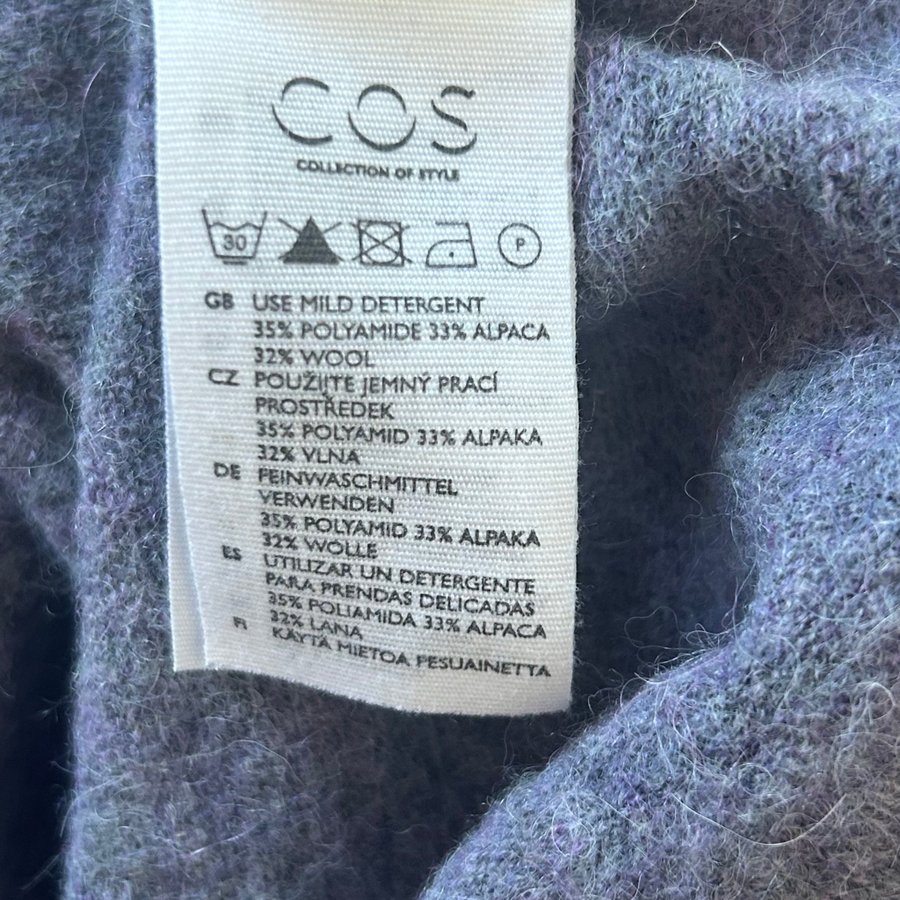 COS
COLLECTION OF STYLE
30 P
GB USE MILD DETERGENT
35% POLYAMIDE 33% ALPACA
32% WOOL
CZ POUŽIJTE JEMNÝ PRACÍ
PROSTŘEDEK
35% POLYAMID 33% ALPAKA
32% VLNA
DE FEINWASCHMITTEL
VERWENDEN
35% POLYAMID 33% ALPAKA
32% WOLLE
ES UTILIZAR UN DETERGENTE
PARA PRENDAS DELICADAS
35% POLIAMIDA 33% ALPACA
32% LANA
FI KÄYTÄ MIETOA PESUAINETTA